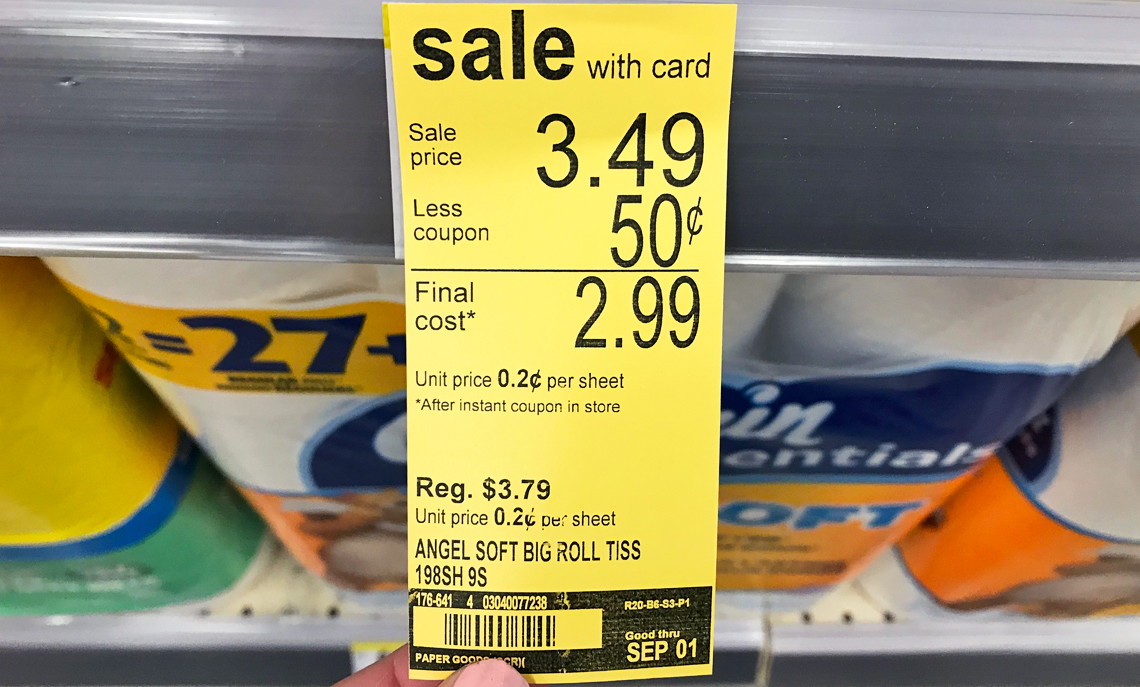 sale with card
Sale price 3.49
Less coupon 50¢
Final cost* 2.99
Unit price 0.2¢ per sheet
*After instant coupon in store
Reg. $3.79
Unit price 0.2¢ per sheet
ANGEL SOFT BIG ROLL TISS
198SH 9S
176-641 4 03040077238
R20-B6-S3-P1
Good thru
SEP 01
PAPER GOODS
=27+